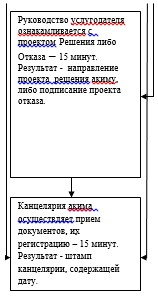 Руководство услугодателя
ознакамливается с
проектом Решения либо
Отказа — 15 минут.
Результат - направление
проекта решения акиму,
либо подписание проекта
отказа.
Канцелярия акима
осуществляет прием
документов, их
регистрацию – 15 минут.
Результат - штамп
канцелярии, содержащей
дату.